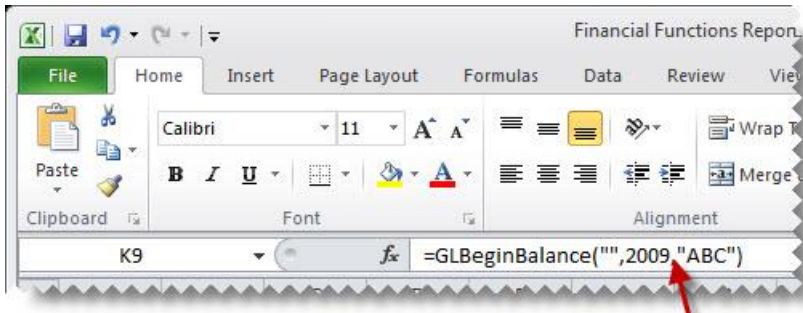 Financial Functions Repor
File Home Insert Page Layout Formulas Data Review Vie
Calibri 11 A A Wrap
Paste B I U A Merge
Clipboard Font Alignment
K9 fx =GLBeginBalance("",2009,"ABC")